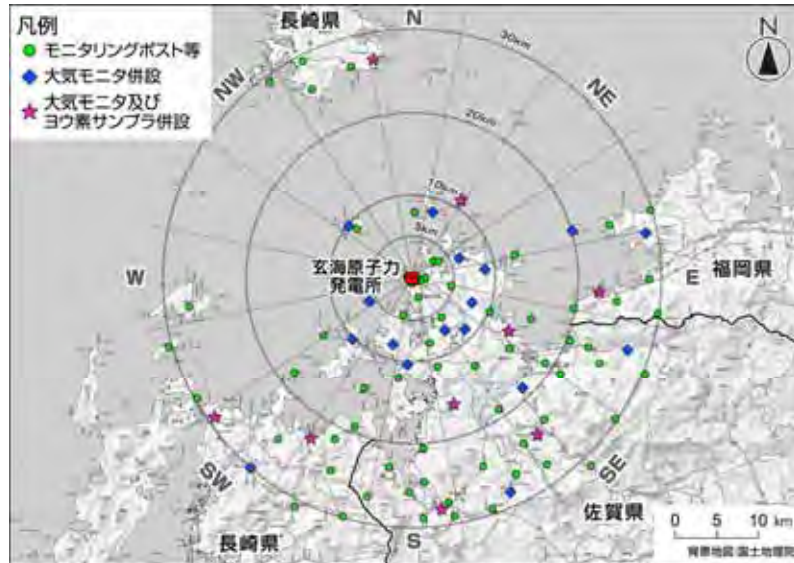 凡例
モニタリングポスト等
大気モニタ併設
大気モニタ及び
ヨウ素サンプラ併設
長崎県
N
30km
N
NW
NE
20km
10km
5km
玄海原子力
発電所
W
E
福岡県
SW
SE
S
長崎県
佐賀県
0 5 10 km
背景地図:国土地理院